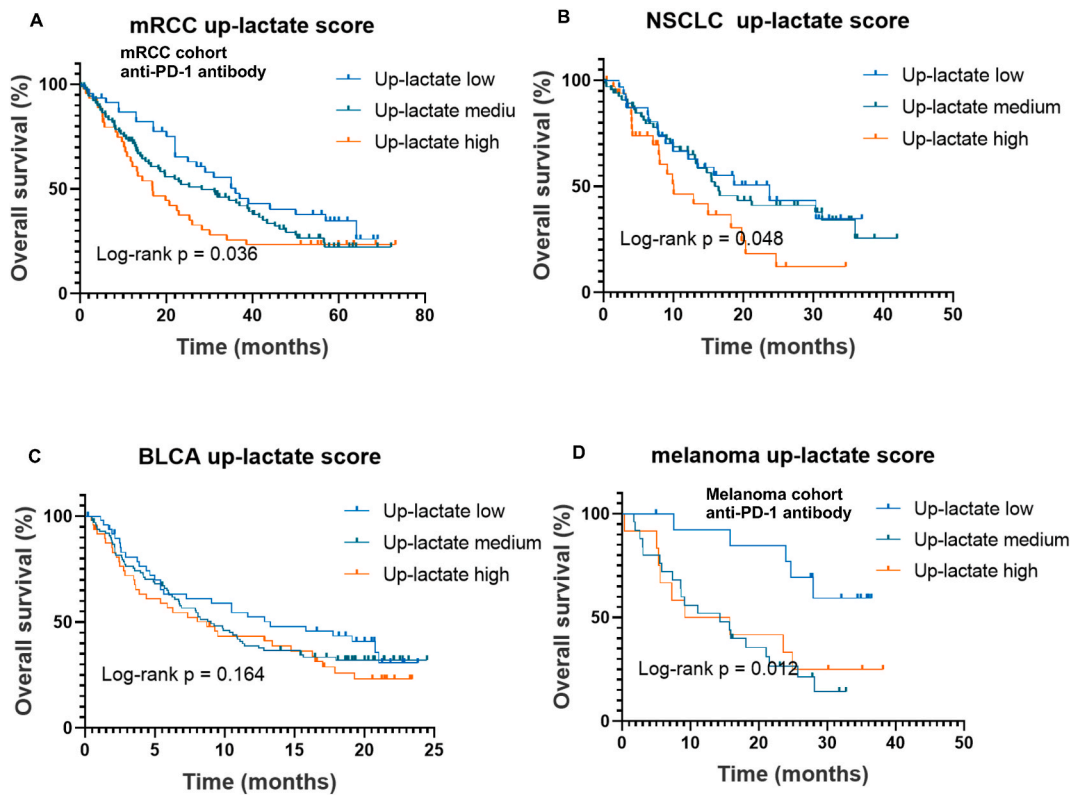 A
mRCC up-lactate score
mRCC cohort
anti-PD-1 antibody
Up-lactate low
Up-lactate mediu
Up-lactate high
Overall survival (%)
100
50
0
Log-rank p = 0.036
0 20 40 60 80
Time (months)
B
NSCLC up-lactate score
Up-lactate low
Up-lactate medium
Up-lactate high
Overall survival (%)
100
50
0
Log-rank p = 0.048
0 10 20 30 40 50
Time (months)
C
BLCA up-lactate score
Up-lactate low
Up-lactate medium
Up-lactate high
Overall survival (%)
100
50
0
Log-rank p = 0.164
0 5 10 15 20 25
Time (months)
D
melanoma up-lactate score
Melanoma cohort
anti-PD-1 antibody
Up-lactate low
Up-lactate medium
Up-lactate high
Overall survival (%)
100
50
0
Log-rank p = 0.012
0 10 20 30 40 50
Time (months)